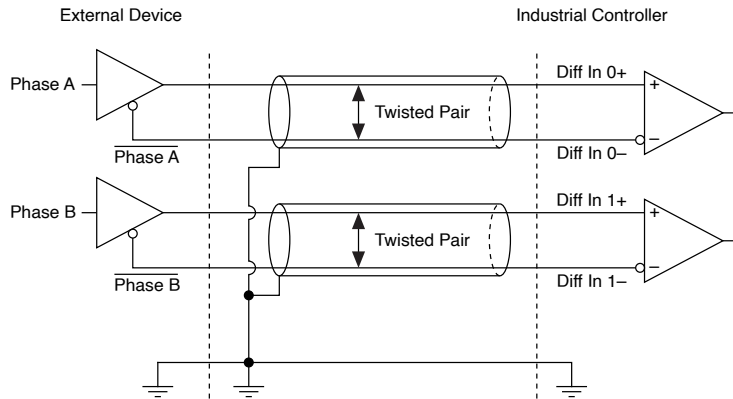 External Device
Industrial Controller
Phase A
Diff In 0+
+
Twisted Pair
–
Phase A
Diff In 0–
Phase B
Diff In 1+
+
Twisted Pair
–
Phase B
Diff In 1–